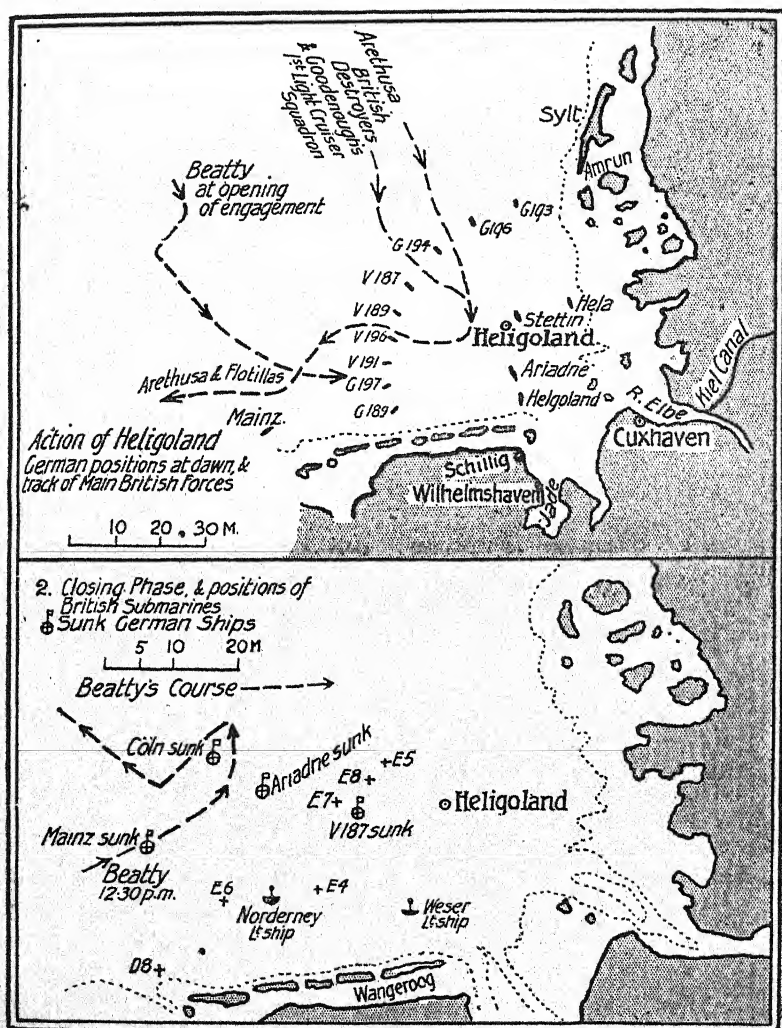 Arethusa
British
Destroyers
& Goodenough's
1st Light Cruiser
Squadron
Beatty
at opening
of engagement
Sylt
Amrun
G193
G196
G194
V187
V189
V196
V191
G197
G189
Hela
Stettin
Heligoland
Ariadne
Helgoland
R. Elbe
Kiel Canal
Cuxhaven
Arethusa & Flotillas
Mainz.
Action of Heligoland
German positions at dawn, &
track of Main British Forces
10 20 30 M.
Schillig
Wilhelmshaven
Jade
2. Closing Phase, & positions of
British Submarines
Sunk German Ships
5 10 20 M
Beatty's Course
Cöln sunk
Ariadne sunk
E5
E8
E7
V187 sunk
Heligoland
Mainz sunk
Beatty
12·30 p.m.
E6
E4
Norderney
Lt ship
Weser
Lt ship
D8
Wangeroog